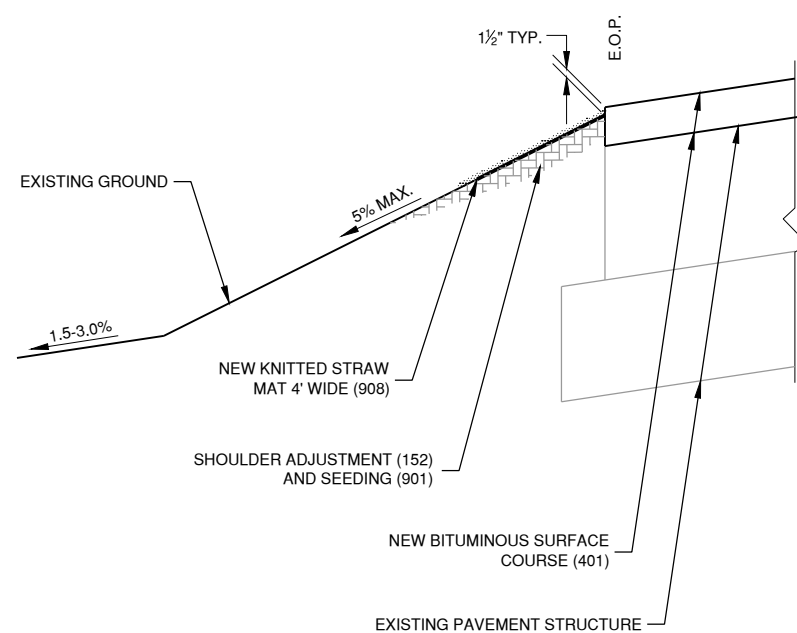 1½" TYP.
E.O.P.
EXISTING GROUND
5% MAX.
1.5-3.0%
NEW KNITTED STRAW
MAT 4' WIDE (908)
SHOULDER ADJUSTMENT (152)
AND SEEDING (901)
NEW BITUMINOUS SURFACE
COURSE (401)
EXISTING PAVEMENT STRUCTURE